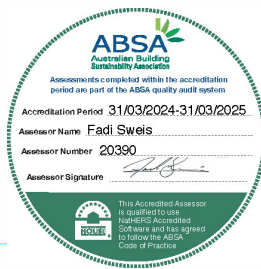 ABSA
Australian Building
Sustainability Association
Assessments completed within the accreditation
period are part of the ABSA quality audit system
Accreditation Period 31/03/2024-31/03/2025
Assessor Name Fadi Sweis
Assessor Number 20390
Assessor Signature
This Accredited Assessor
is qualified to use
NatHERS Accredited
Software and has agreed
to follow the ABSA
Code of Practice
HOUSE